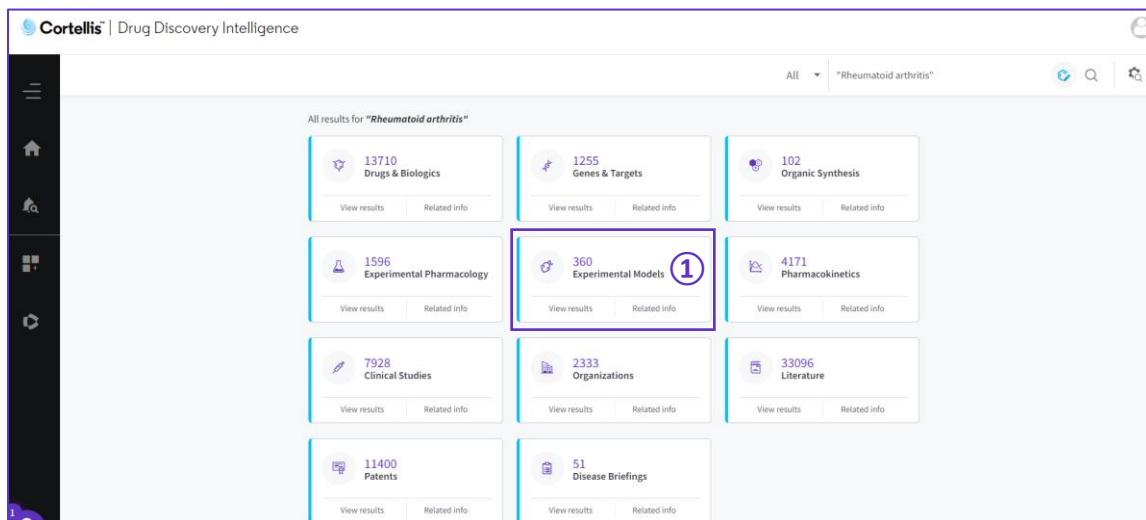 Cortellis™ | Drug Discovery Intelligence
All "Rheumatoid arthritis"
All results for "Rheumatoid arthritis"
13710
Drugs & Biologics
View results Related info
1255
Genes & Targets
View results Related info
102
Organic Synthesis
View results Related info
1596
Experimental Pharmacology
View results Related info
360
Experimental Models
①
View results Related info
4171
Pharmacokinetics
View results Related info
7928
Clinical Studies
View results Related info
2333
Organizations
View results Related info
33096
Literature
View results Related info
11400
Patents
View results Related info
51
Disease Briefings
View results Related info
1